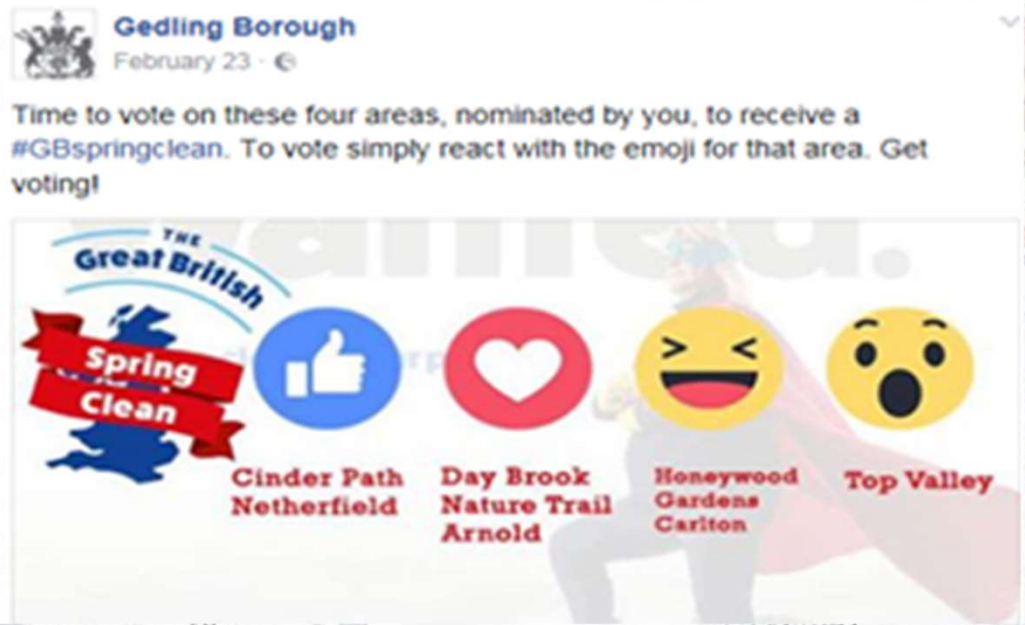 Gedling Borough
February 23
Time to vote on these four areas, nominated by you, to receive a
#GBspringclean. To vote simply react with the emoji for that area. Get
voting!
THE
Great British
Spring
Clean
Cinder Path
Netherfield
Day Brook
Nature Trail
Arnold
Honeywood
Gardens
Carlton
Top Valley